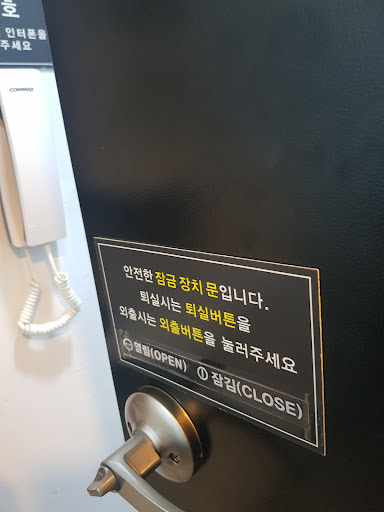 호
인터폰을
주세요
COMMAX
안전한 잠금 장치 문입니다.
퇴실시는 퇴실버튼을
외출시는 외출버튼을 눌러주세요
열림(OPEN) 잠김(CLOSE)